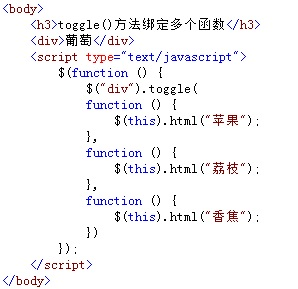 <body>
<h3>toggle()方法绑定多个函数</h3>
<div>葡萄</div>
<script type="text/javascript">
$(function () {
$("div").toggle(
function () {
$(this).html("苹果");
},
function () {
$(this).html("荔枝");
},
function () {
$(this).html("香焦");
})
});
</script>
</body>